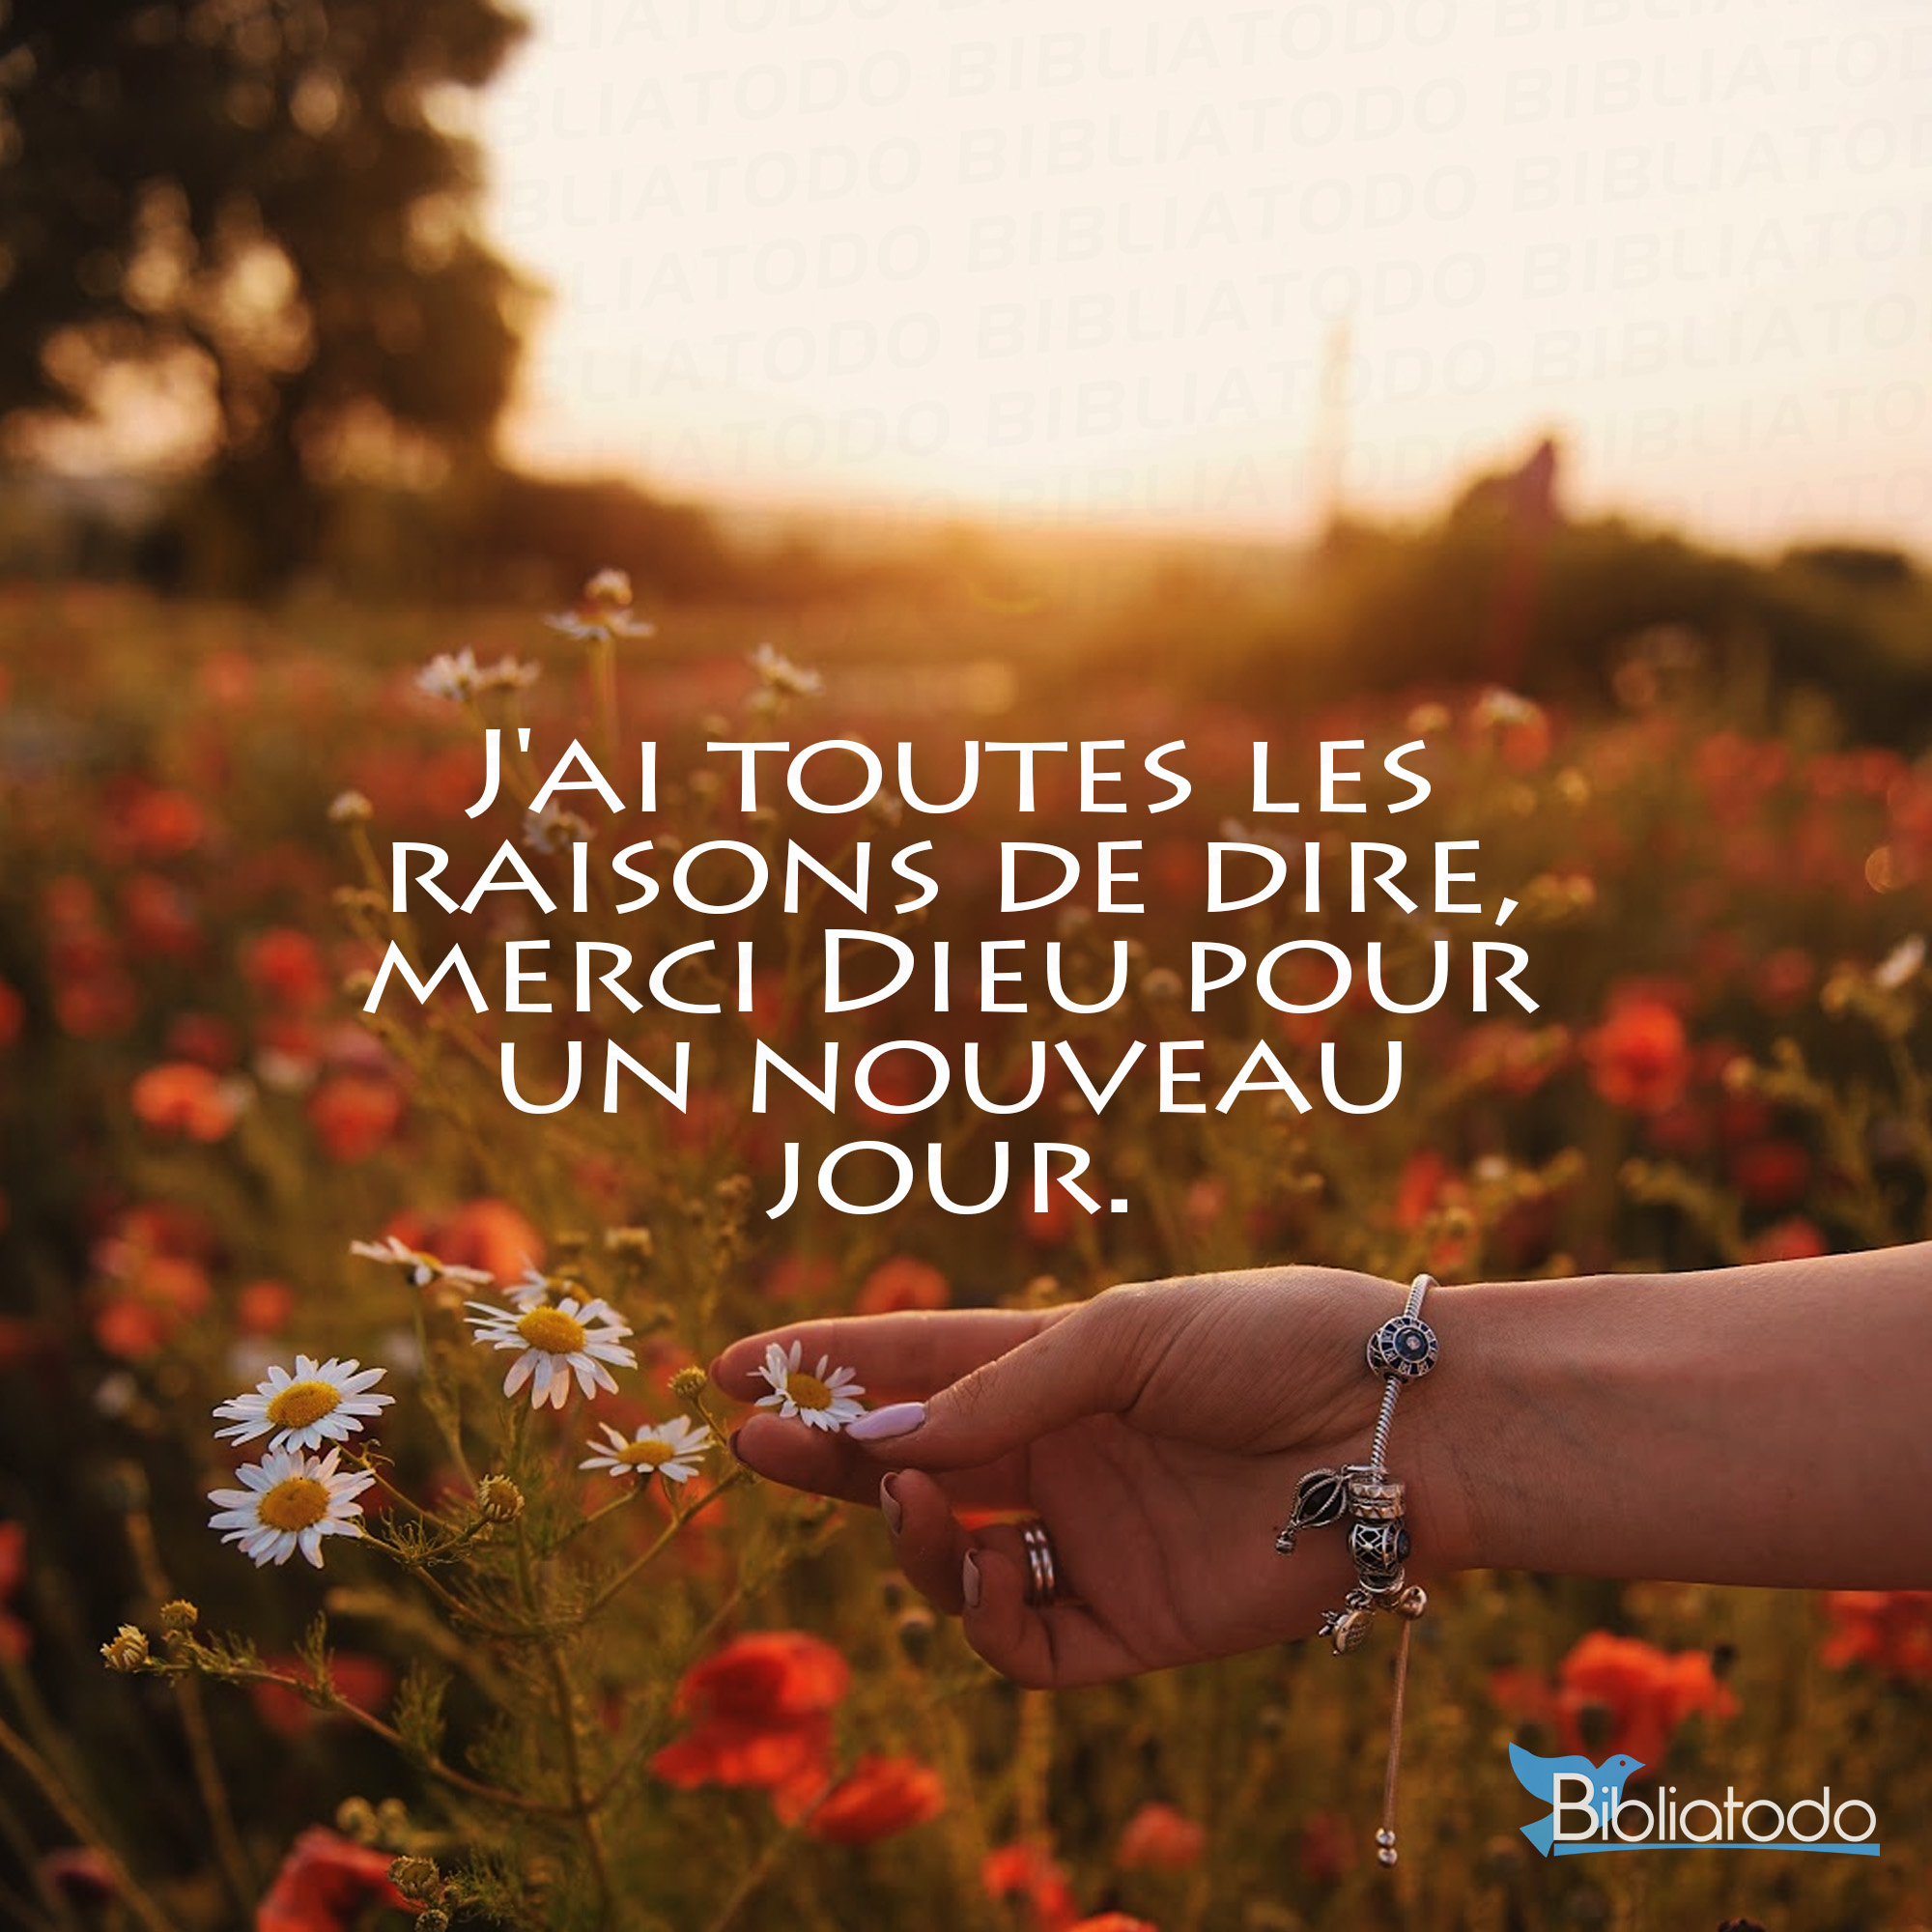 J'ai toutes les
raisons de dire,
merci Dieu pour
un nouveau
jour.
Bibliatodo